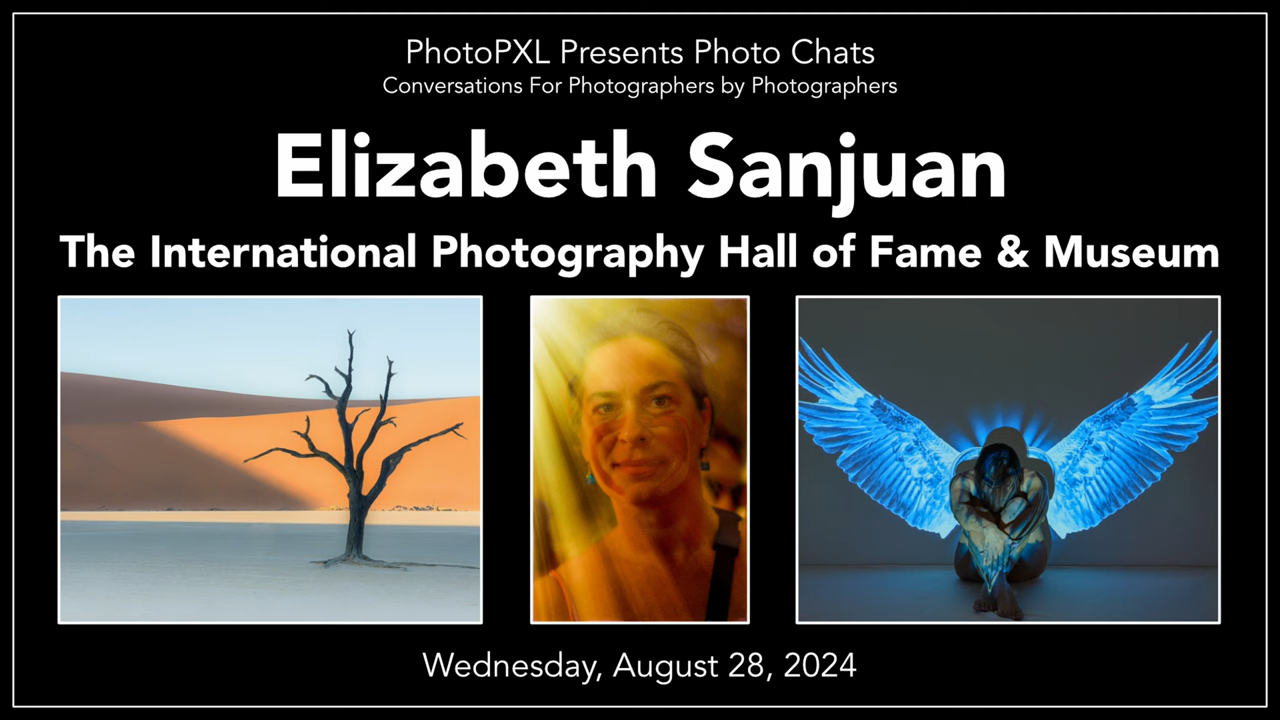 PhotoPXL Presents Photo Chats
Conversations For Photographers by Photographers
Elizabeth Sanjuan
The International Photography Hall of Fame & Museum
Wednesday, August 28, 2024